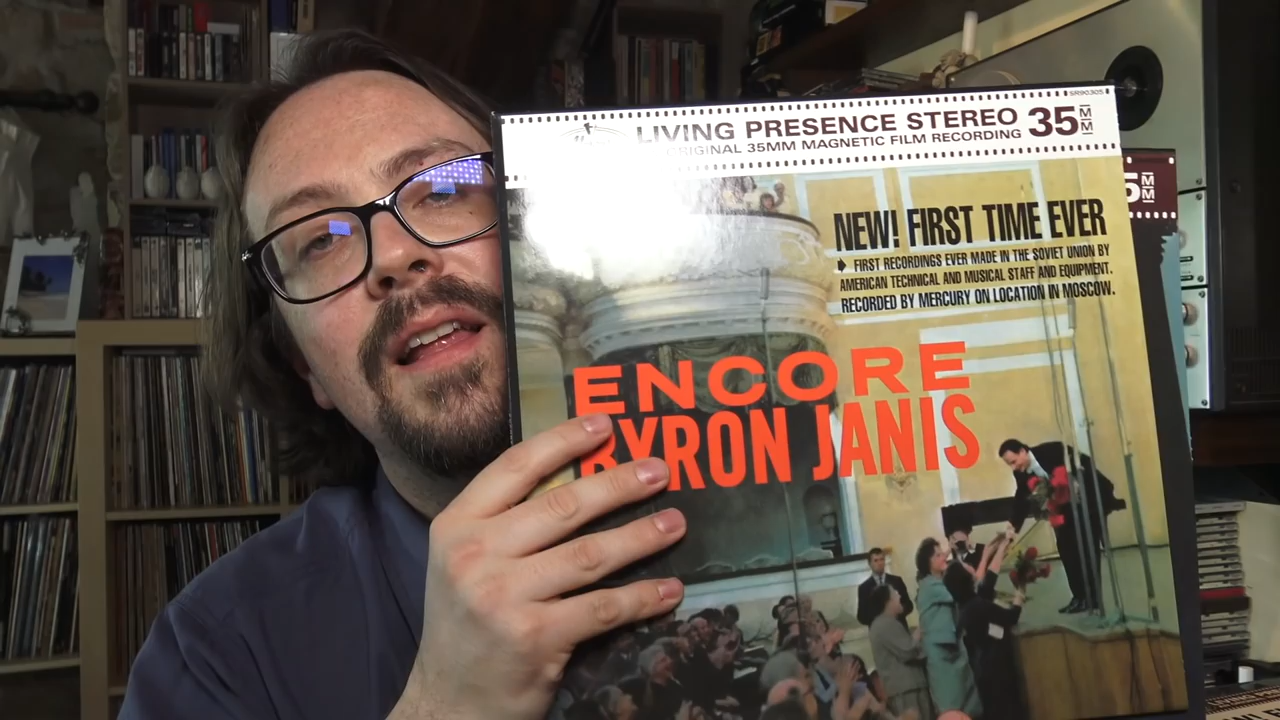 SR90305
LIVING PRESENCE STEREO 35MM
ORIGINAL 35MM MAGNETIC FILM RECORDING
NEW! FIRST TIME EVER
FIRST RECORDINGS EVER MADE IN THE SOVIET UNION BY
AMERICAN TECHNICAL AND MUSICAL STAFF AND EQUIPMENT.
RECORDED BY MERCURY ON LOCATION IN MOSCOW.
ENCORE
BYRON JANIS
5MM